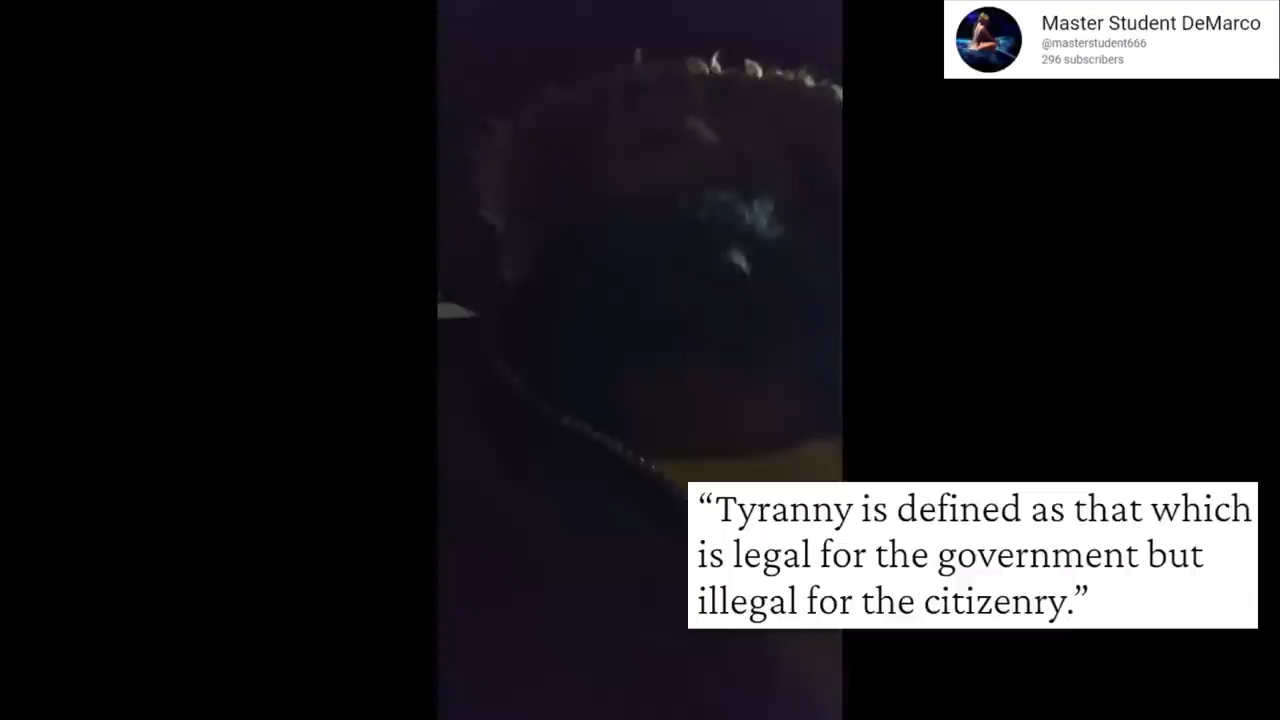 Master Student DeMarco
@masterstudent666
296 subscribers
“Tyranny is defined as that which
is legal for the government but
illegal for the citizenry.”